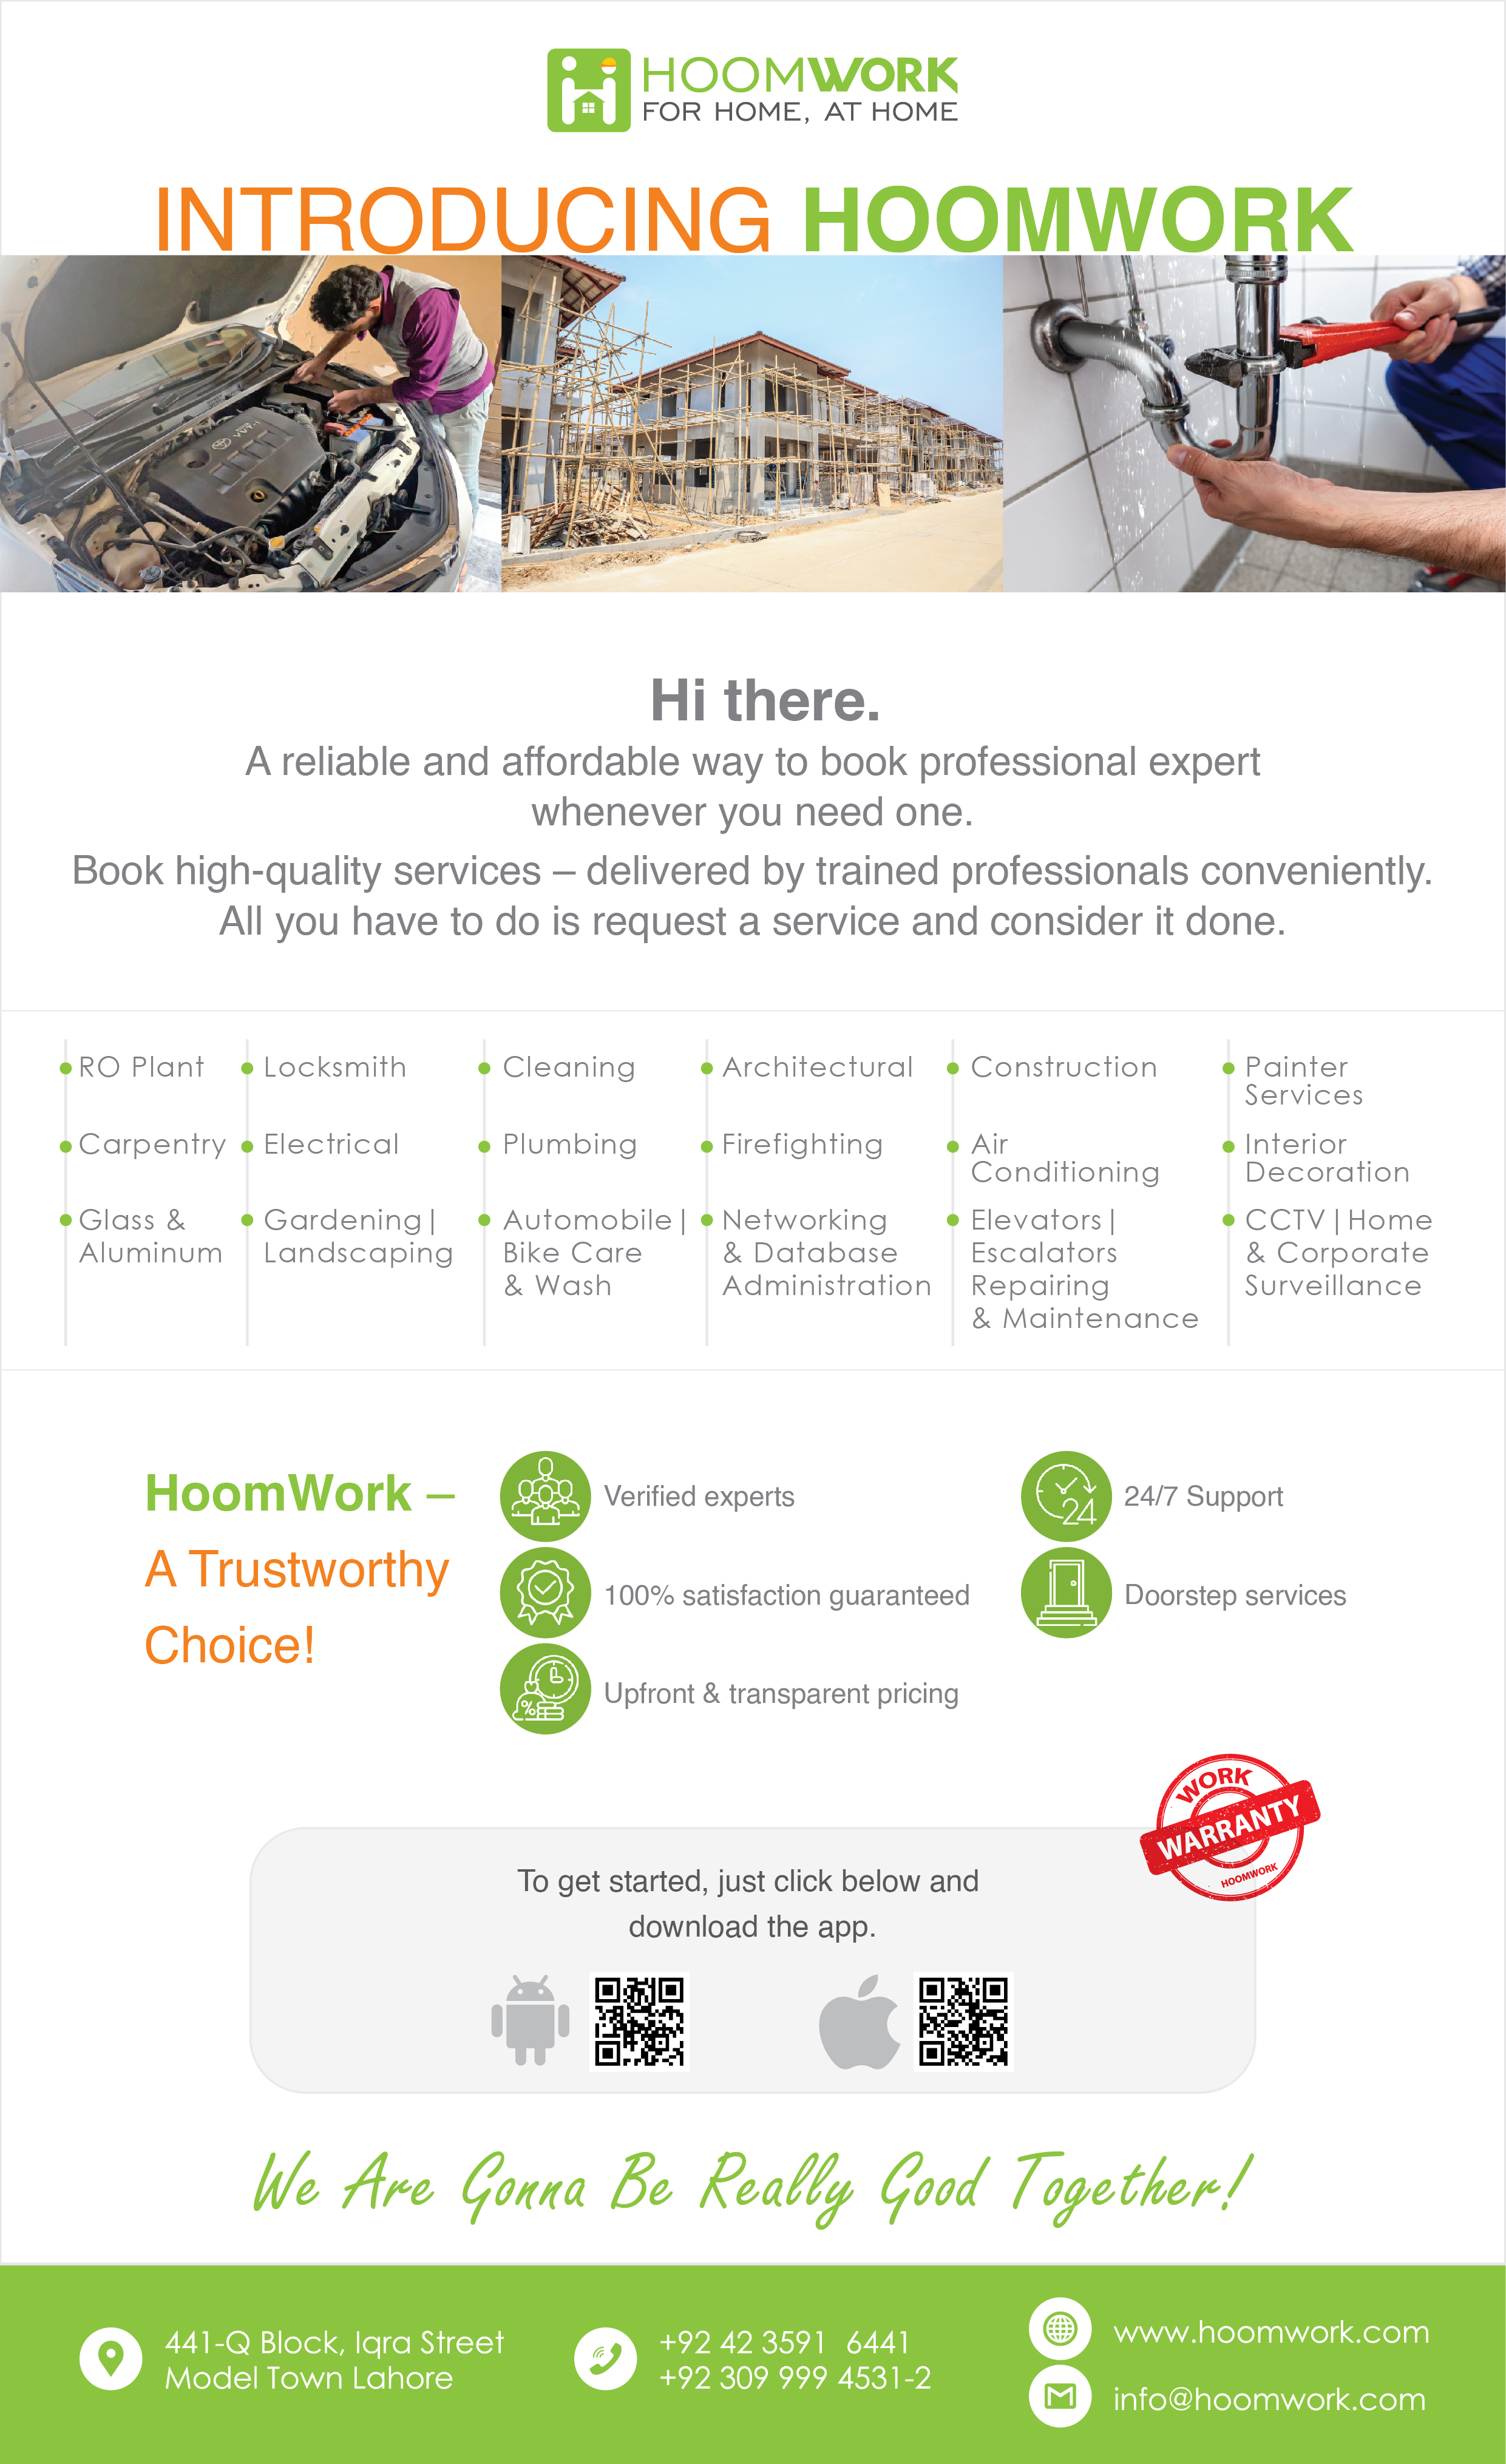 HOOMWORK
FOR HOME, AT HOME
INTRODUCING HOOMWORK
Hi there.
A reliable and affordable way to book professional expert
whenever you need one.
Book high-quality services – delivered by trained professionals conveniently.
All you have to do is request a service and consider it done.
RO Plant
Carpentry
Glass &
Aluminum
Locksmith
Electrical
Gardening|
Landscaping
Cleaning
Plumbing
Automobile|
Bike Care
& Wash
Architectural
Firefighting
Networking
& Database
Administration
Construction
Air
Conditioning
Elevators|
Escalators
Repairing
& Maintenance
Painter
Services
Interior
Decoration
CCTV|Home
& Corporate
Surveillance
HoomWork –
A Trustworthy
Choice!
Verified experts
100% satisfaction guaranteed
Upfront & transparent pricing
24
24/7 Support
Doorstep services
WORK
WARRANTY
HOOMWORK
To get started, just click below and
download the app.
We Are Gonna Be Really Good Together!
441-Q Block, Iqra Street
Model Town Lahore
+92 42 3591 6441
+92 309 999 4531-2
www.hoomwork.com
info@hoomwork.com